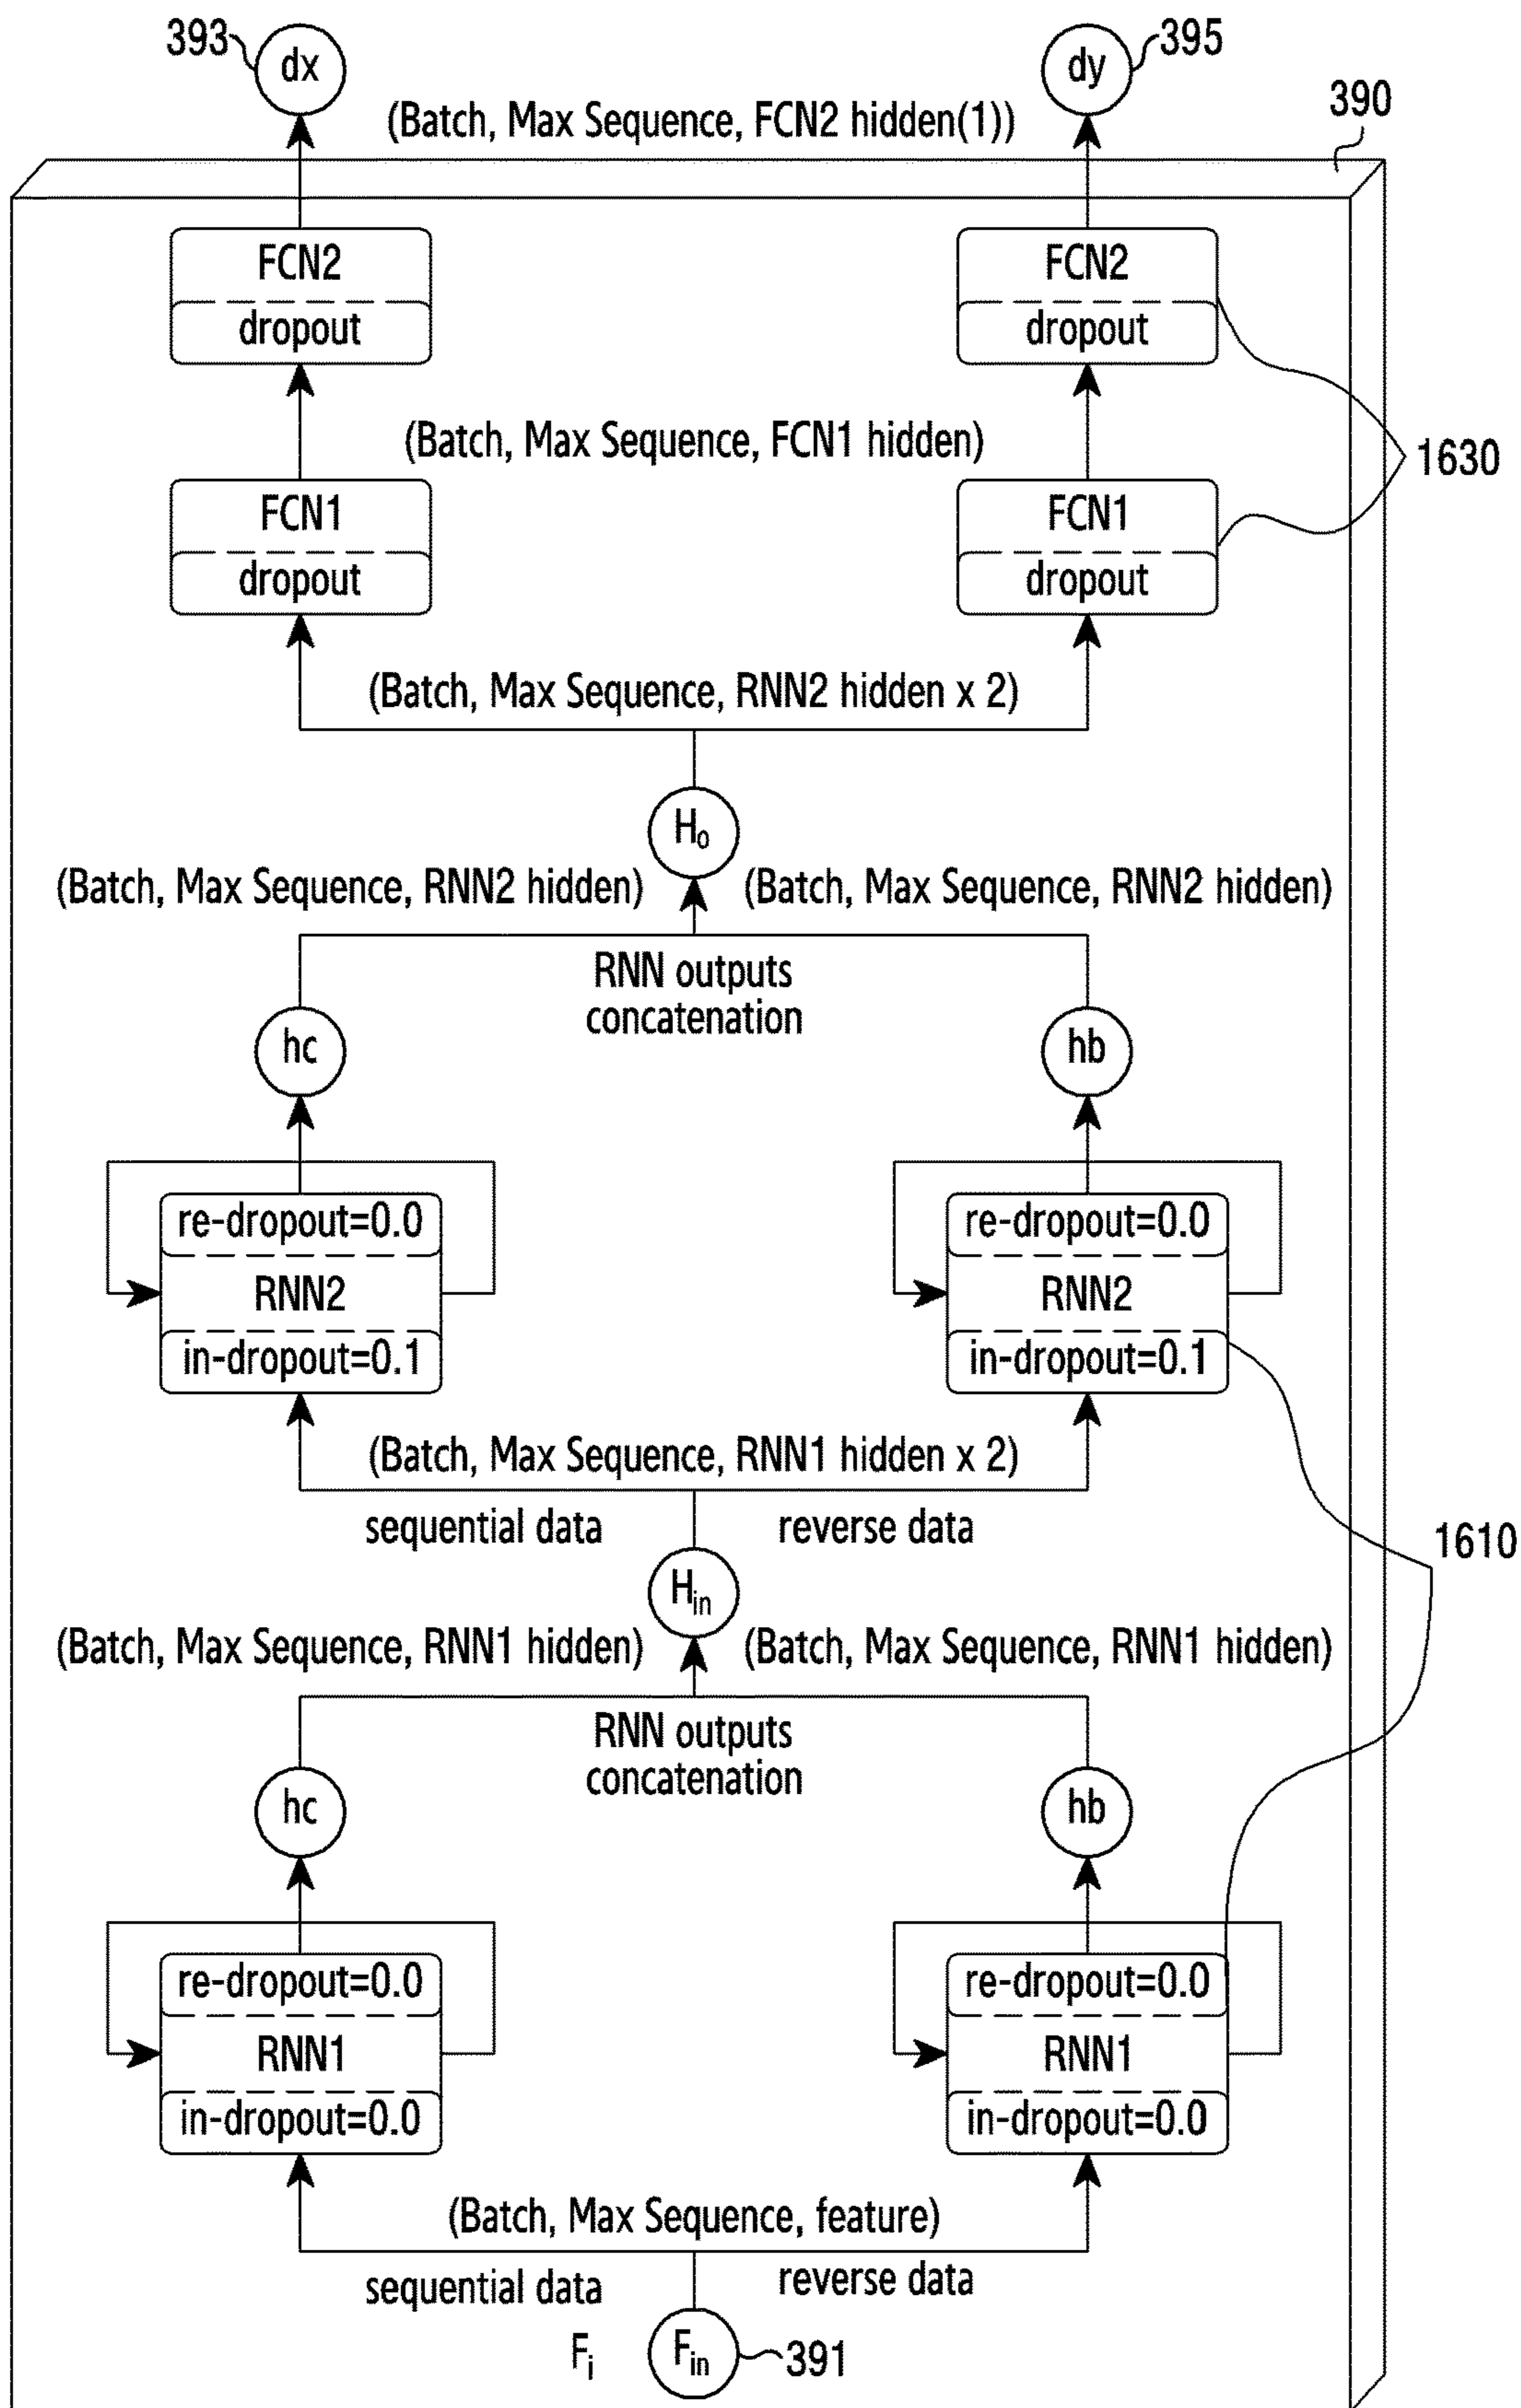 393 dx dy 395
(Batch, Max Sequence, FCN2 hidden(1))
390
FCN2 FCN2
dropout dropout
(Batch, Max Sequence, FCN1 hidden)
1630
FCN1 FCN1
dropout dropout
(Batch, Max Sequence, RNN2 hidden x 2)
Ho
(Batch, Max Sequence, RNN2 hidden) (Batch, Max Sequence, RNN2 hidden)
RNN outputs
concatenation
hc hb
re-dropout=0.0 re-dropout=0.0
RNN2 RNN2
in-dropout=0.1 in-dropout=0.1
(Batch, Max Sequence, RNN1 hidden x 2)
sequential data reverse data
1610
Hin
(Batch, Max Sequence, RNN1 hidden) (Batch, Max Sequence, RNN1 hidden)
RNN outputs
concatenation
hc hb
re-dropout=0.0 re-dropout=0.0
RNN1 RNN1
in-dropout=0.0 in-dropout=0.0
(Batch, Max Sequence, feature)
sequential data reverse data
Fi Fin 391